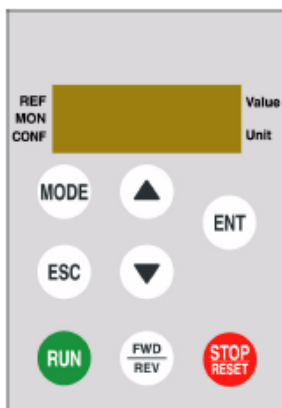 REF
Value
MON
CONF
Unit
MODE
ENT
ESC
RUN
FWD
REV
STOP
RESET